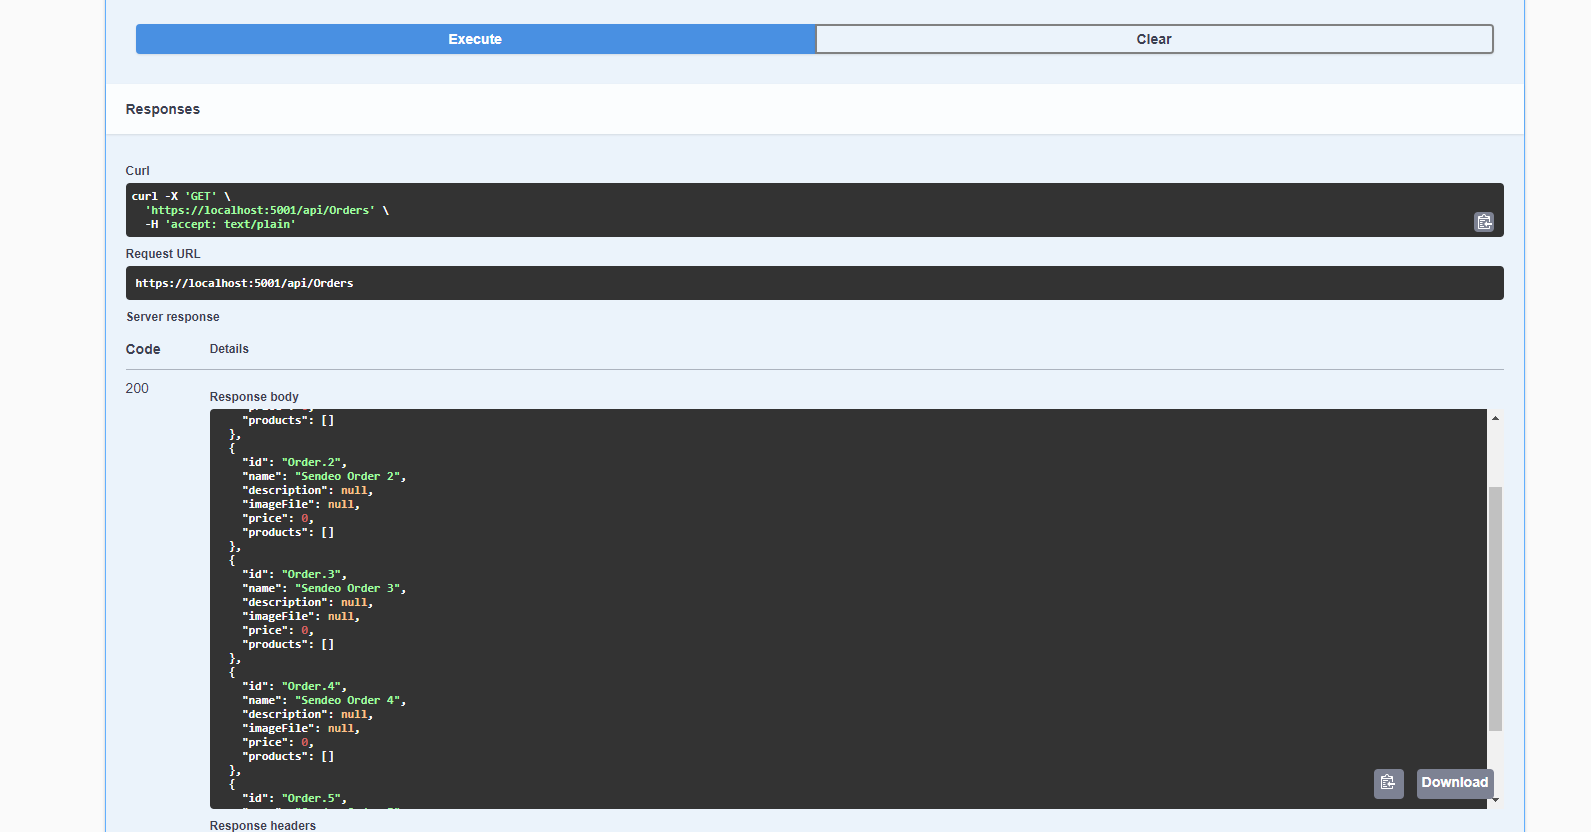 Execute
Clear
Responses
Curl
curl -X 'GET' \
'https://localhost:5001/api/Orders' \
-H 'accept: text/plain'
Request URL
https://localhost:5001/api/Orders
Server response
Code
Details
200
Response body
"products": []
},
{
"id": "Order.2",
"name": "Sendeo Order 2",
"description": null,
"imageFile": null,
"price": 0,
"products": []
},
{
"id": "Order.3",
"name": "Sendeo Order 3",
"description": null,
"imageFile": null,
"price": 0,
"products": []
},
{
"id": "Order.4",
"name": "Sendeo Order 4",
"description": null,
"imageFile": null,
"price": 0,
"products": []
},
{
"id": "Order.5",
Download
Response headers